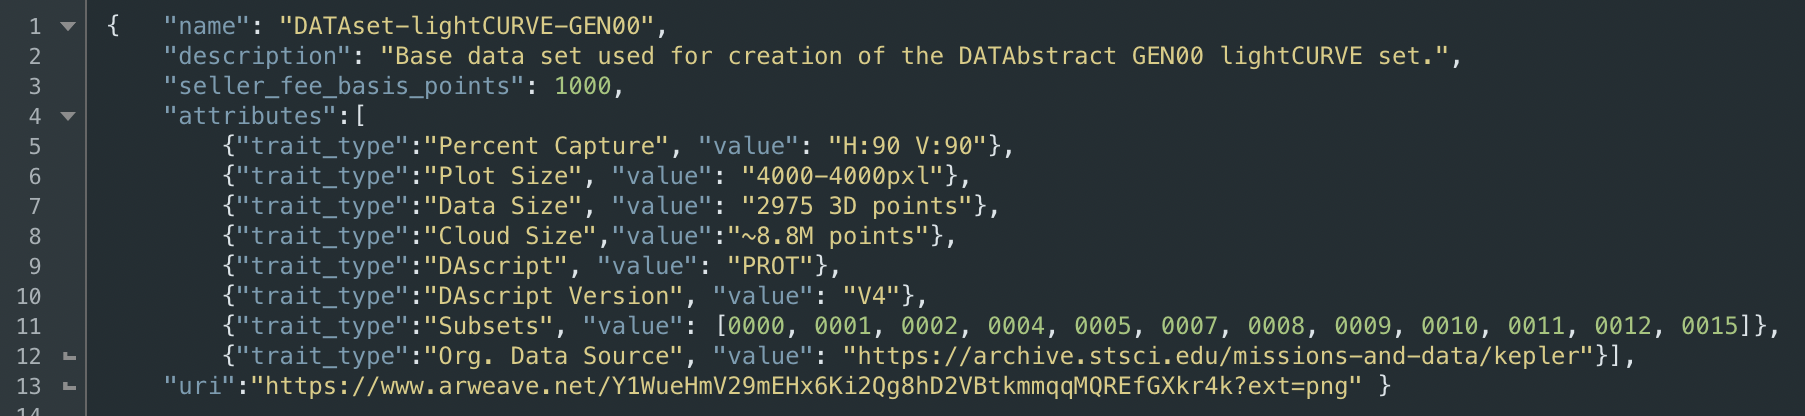 1 { "name": "DATAset-lightCURVE-GEN00",
2 "description": "Base data set used for creation of the DATAbstract GEN00 lightCURVE set.",
3 "seller_fee_basis_points": 1000,
4 "attributes":[
5 {"trait_type":"Percent Capture", "value": "H:90 V:90"},
6 {"trait_type":"Plot Size", "value": "4000-4000pxl"},
7 {"trait_type":"Data Size", "value": "2975 3D points"},
8 {"trait_type":"Cloud Size","value":"~8.8M points"},
9 {"trait_type":"DAscript", "value": "PROT"},
10 {"trait_type":"DAscript Version", "value": "V4"},
11 {"trait_type":"Subsets", "value": [0000, 0001, 0002, 0004, 0005, 0007, 0008, 0009, 0010, 0011, 0012, 0015]},
12 {"trait_type":"Org. Data Source", "value": "https://archive.stsci.edu/missions-and-data/kepler"}],
13 "uri":"https://www.arweave.net/Y1WueHmV29mEHx6Ki2Qg8hD2VBtkmmqqMQREfGXkr4k?ext=png" }
14